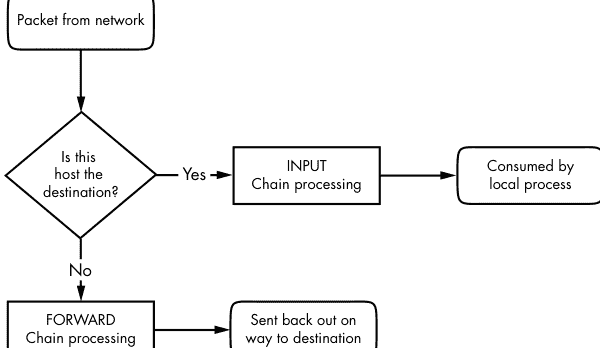 Packet from network
Is this
host the
destination?
Yes
INPUT
Chain processing
Consumed by
local process
No
FORWARD
Chain processing
Sent back out on
way to destination